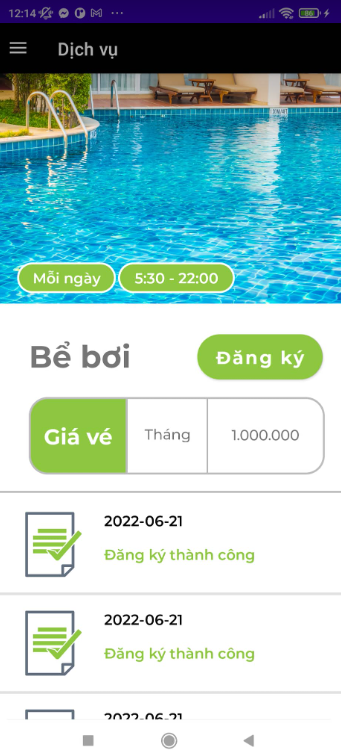 12:14 ... 86
Dịch vụ
Mỗi ngày 5:30 - 22:00
Bể bơi Đăng ký
Giá vé Tháng 1.000.000
2022-06-21
Đăng ký thành công
2022-06-21
Đăng ký thành công
2022-06-21